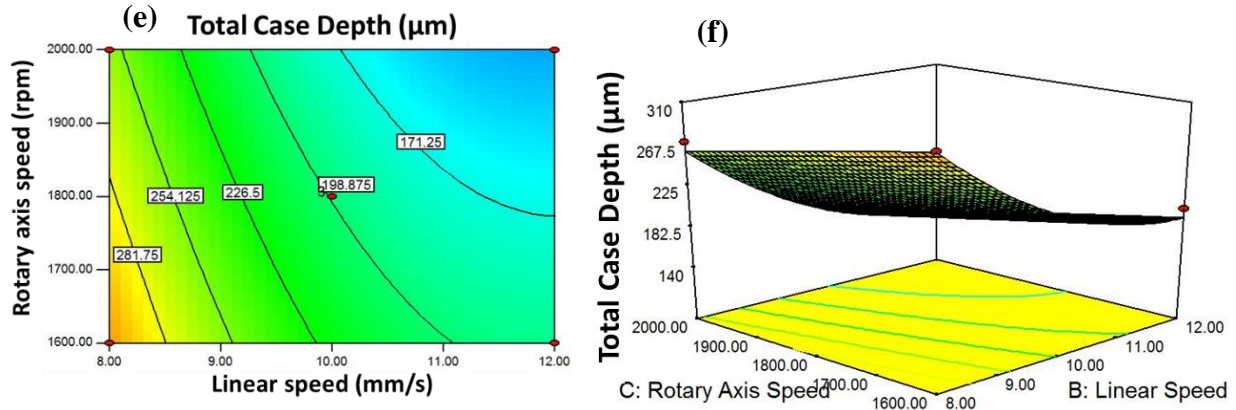 (e)
Total Case Depth (µm)
Rotary axis speed (rpm)
2000.00
1900.00
1800.00
1700.00
1600.00
281.75
254.125
226.5
198.875
171.25
8.00 9.00 10.00 11.00 12.00
Linear speed (mm/s)
(f)
Total Case Depth (µm)
310
267.5
225
182.5
140
2000.00
1900.00
1800.00
1700.00
1600.00
8.00
9.00
10.00
11.00
12.00
C: Rotary Axis Speed
B: Linear Speed